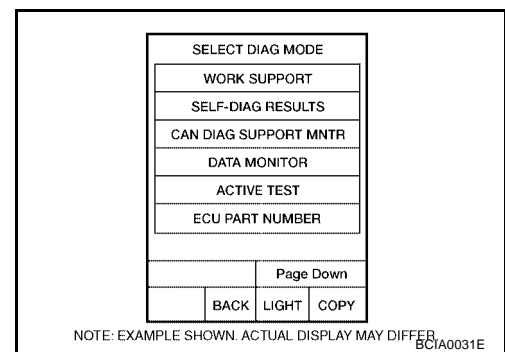 SELECT DIAG MODE
WORK SUPPORT
SELF-DIAG RESULTS
CAN DIAG SUPPORT MNTR
DATA MONITOR
ACTIVE TEST
ECU PART NUMBER
Page Down
BACK LIGHT COPY
NOTE: EXAMPLE SHOWN. ACTUAL DISPLAY MAY DIFFER.
BCIA0031E